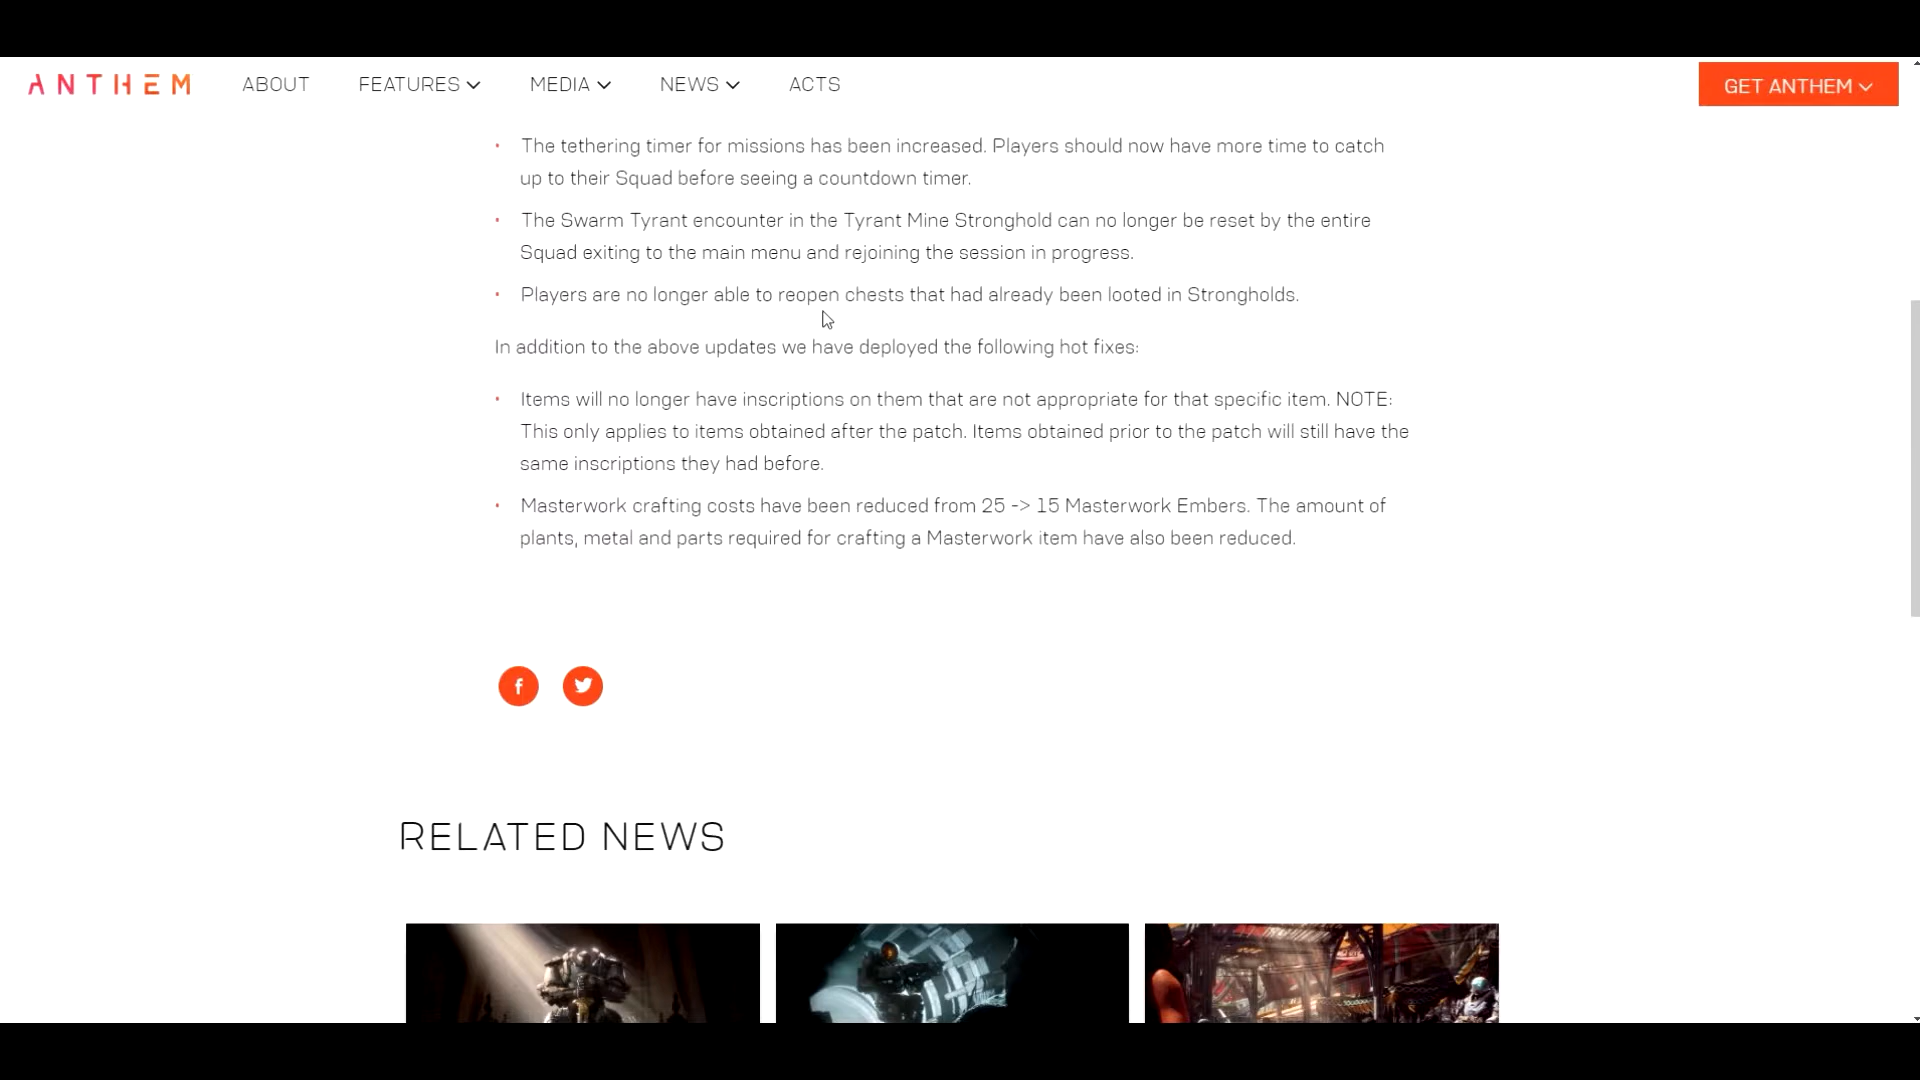 ANTHEM ABOUT FEATURES MEDIA NEWS ACTS GET ANTHEM
• The tethering timer for missions has been increased. Players should now have more time to catch
up to their Squad before seeing a countdown timer.
• The Swarm Tyrant encounter in the Tyrant Mine Stronghold can no longer be reset by the entire
Squad exiting to the main menu and rejoining the session in progress.
• Players are no longer able to reopen chests that had already been looted in Strongholds.
In addition to the above updates we have deployed the following hot fixes:
• Items will no longer have inscriptions on them that are not appropriate for that specific item. NOTE:
This only applies to items obtained after the patch. Items obtained prior to the patch will still have the
same inscriptions they had before.
• Masterwork crafting costs have been reduced from 25 -> 15 Masterwork Embers. The amount of
plants, metal and parts required for crafting a Masterwork item have also been reduced.
RELATED NEWS